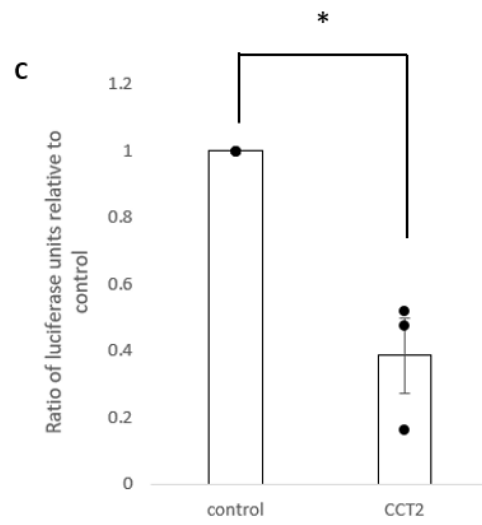 C
*
Ratio of luciferase units relative to
control
1.2
1
0.8
0.6
0.4
0.2
0
control
CCT2